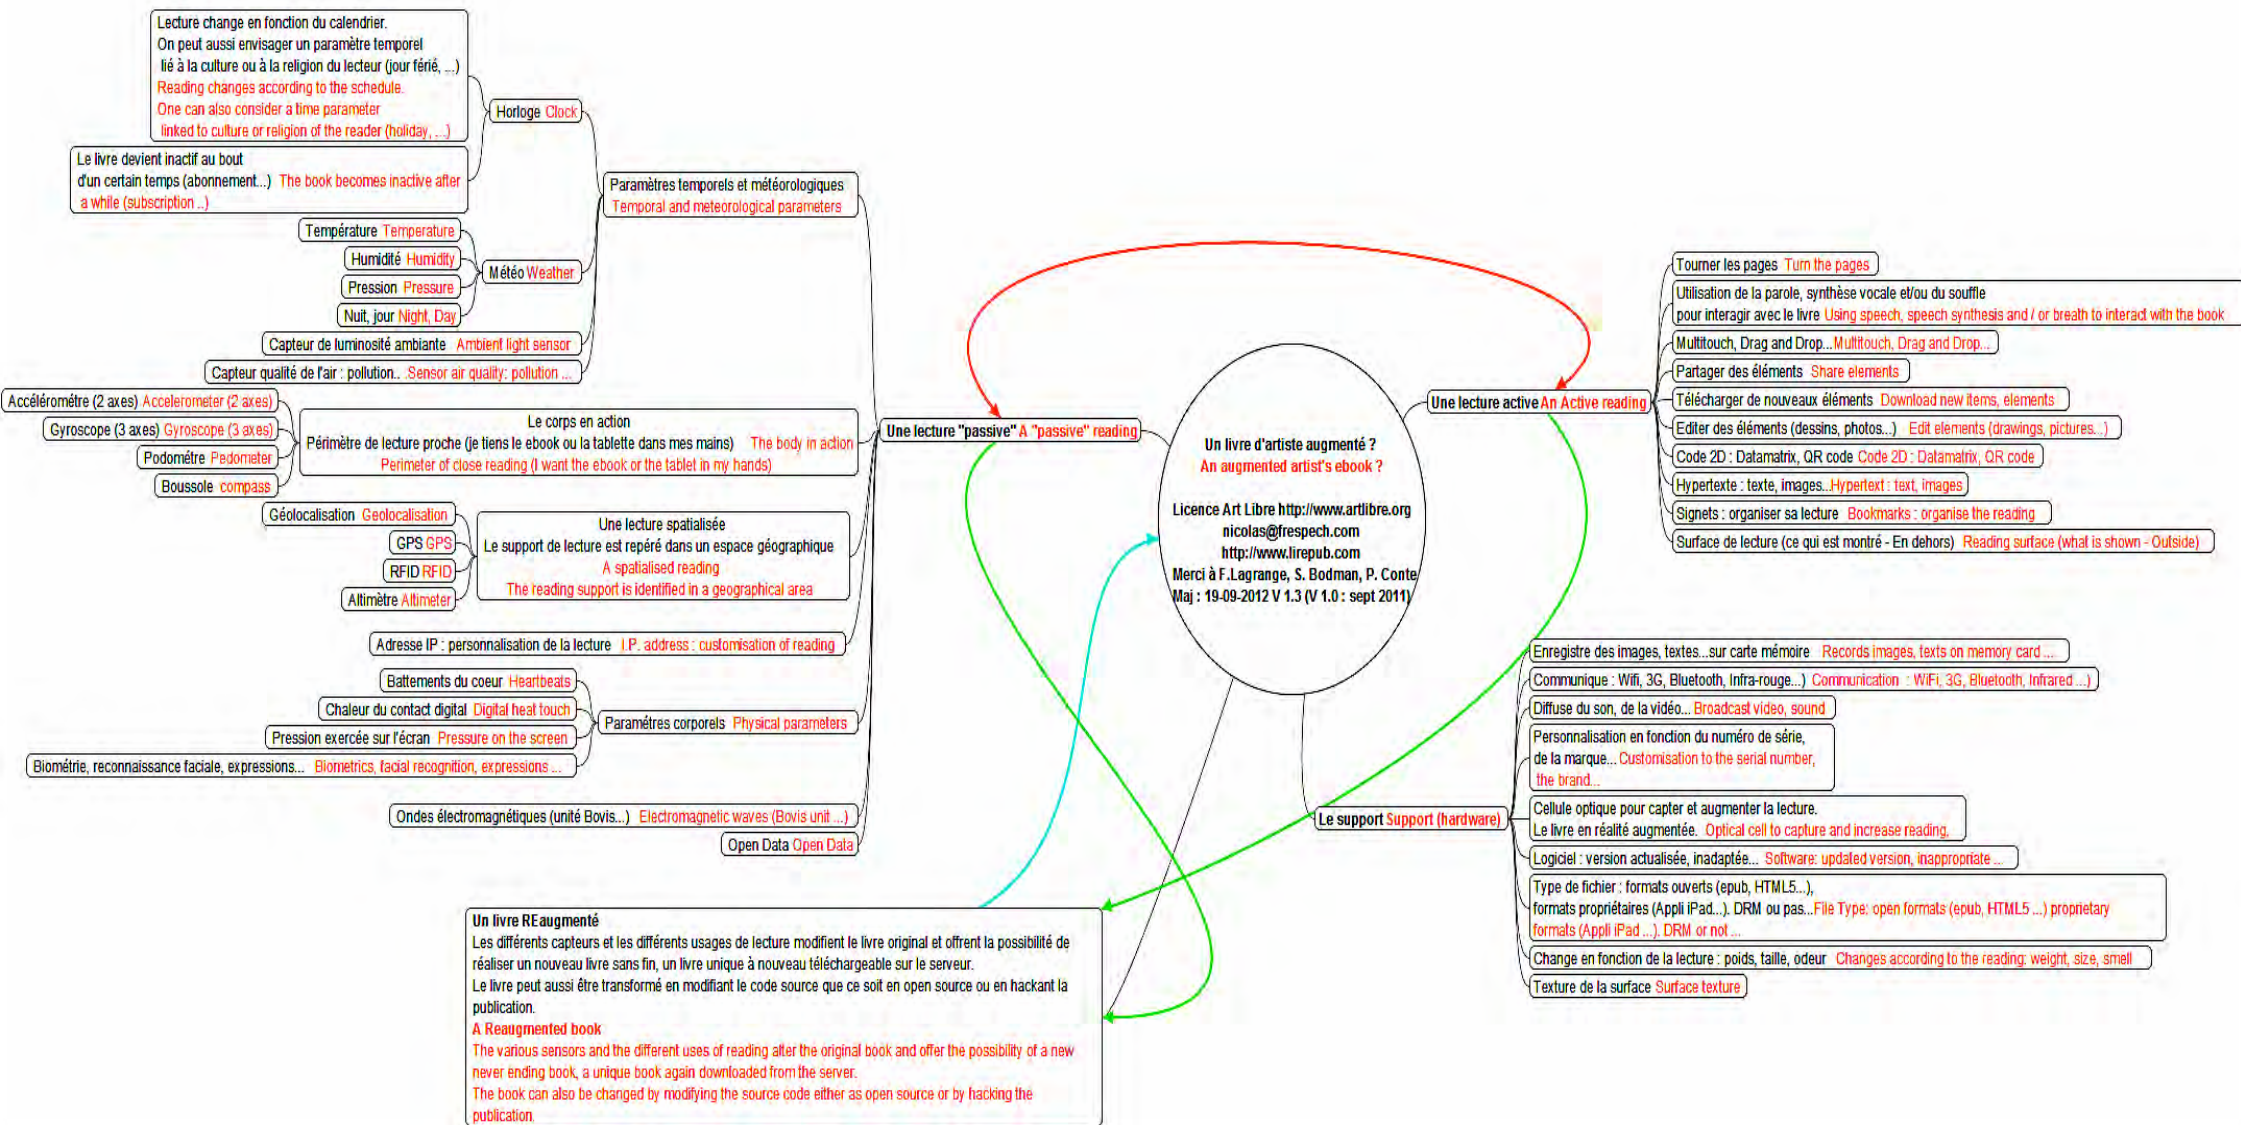 Lecture change en fonction du calendrier.
On peut aussi envisager un paramètre temporel
lié à la culture ou à la religion du lecteur (jour férié, ...)
Reading changes according to the schedule.
One can also consider a time parameter
linked to culture or religion of the reader (holiday, ...)
Horloge Clock
Le livre devient inactif au bout
d'un certain temps (abonnement...) The book becomes inactive after
a while (subscription ..)
Paramètres temporels et météorologiques
Temporal and meteorological parameters
Température Temperature
Humidité Humidity
Météo Weather
Pression Pressure
Nuit, jour Night, Day
Capteur de luminosité ambiante Ambient light sensor
Capteur qualité de l'air : pollution.. .Sensor air quality: pollution ...
Accélérométre (2 axes) Accelerometer (2 axes)
Gyroscope (3 axes) Gyroscope (3 axes)
Podométre Pedometer
Boussole compass
Le corps en action
Périmètre de lecture proche (je tiens le ebook ou la tablette dans mes mains) The body in action
Perimeter of close reading (I want the ebook or the tablet in my hands)
Une lecture "passive" A "passive" reading
Géolocalisation Geolocalisation
GPS GPS
RFID RFID
Altimètre Altimeter
Une lecture spatialisée
Le support de lecture est repéré dans un espace géographique
A spatialised reading
The reading support is identified in a geographical area
Adresse IP : personnalisation de la lecture I.P. address : customisation of reading
Battements du coeur Heartbeats
Chaleur du contact digital Digital heat touch
Pression exercée sur l'écran Pressure on the screen
Biométrie, reconnaissance faciale, expressions... Biometrics, facial recognition, expressions ...
Paramétres corporels Physical parameters
Ondes électromagnétiques (unité Bovis...) Electromagnetic waves (Bovis unit ...)
Open Data Open Data
Un livre d'artiste augmenté ?
An augmented artist's ebook ?
Licence Art Libre http://www.artlibre.org
nicolas@frespech.com
http://www.lirepub.com
Merci à F.Lagrange, S. Bodman, P. Conte
Maj : 19-09-2012 V 1.3 (V 1.0 : sept 2011)
Une lecture active An Active reading
Tourner les pages Turn the pages
Utilisation de la parole, synthèse vocale et/ou du souffle
pour interagir avec le livre Using speech, speech synthesis and / or breath to interact with the book
Multitouch, Drag and Drop...Multitouch, Drag and Drop...
Partager des éléments Share elements
Télécharger de nouveaux éléments Download new items, elements
Editer des éléments (dessins, photos...) Edit elements (drawings, pictures...)
Code 2D : Datamatrix, QR code Code 2D : Datamatrix, QR code
Hypertexte : texte, images...Hypertext : text, images
Signets : organiser sa lecture Bookmarks : organise the reading
Surface de lecture (ce qui est montré - En dehors) Reading surface (what is shown - Outside)
Le support Support (hardware)
Enregistre des images, textes...sur carte mémoire Records images, texts on memory card ...
Communique : Wifi, 3G, Bluetooth, Infra-rouge...) Communication : WiFi, 3G, Bluetooth, Infrared ...)
Diffuse du son, de la vidéo... Broadcast video, sound
Personnalisation en fonction du numéro de série,
de la marque... Customisation to the serial number,
the brand...
Cellule optique pour capter et augmenter la lecture.
Le livre en réalité augmentée. Optical cell to capture and increase reading,
Logiciel : version actualisée, inadaptée... Software: updated version, inappropriate ...
Type de fichier : formats ouverts (epub, HTML5...),
formats propriétaires (Appli iPad...). DRM ou pas...File Type: open formats (epub, HTML5 ...) proprietary
formats (Appli iPad ...). DRM or not ...
Change en fonction de la lecture : poids, taille, odeur Changes according to the reading: weight, size, smell
Texture de la surface Surface texture
Un livre REaugmenté
Les différents capteurs et les différents usages de lecture modifient le livre original et offrent la possibilité de
réaliser un nouveau livre sans fin, un livre unique à nouveau téléchargeable sur le serveur.
Le livre peut aussi être transformé en modifiant le code source que ce soit en open source ou en hackant la
publication.
A Reaugmented book
The various sensors and the different uses of reading alter the original book and offer the possibility of a new
never ending book, a unique book again downloaded from the server.
The book can also be changed by modifying the source code either as open source or by hacking the
publication.